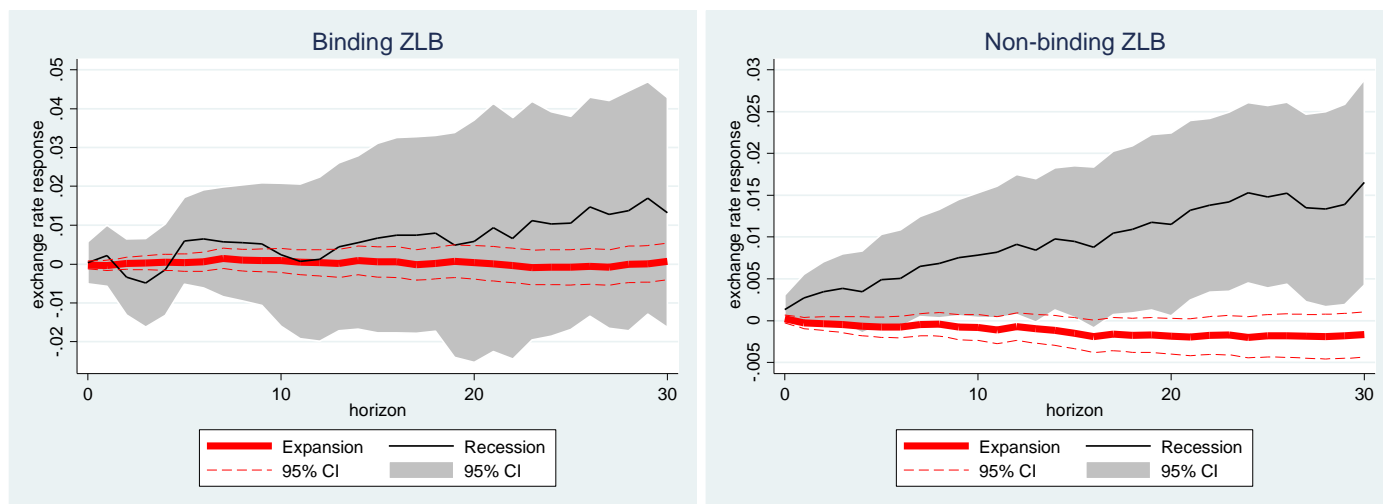 Binding ZLB
exchange rate response
.05
.04
.03
.02
.01
0
-.01
-.02
0
10
20
30
horizon
Expansion
Recession
95% CI
95% CI
Non-binding ZLB
exchange rate response
.03
.025
.02
.015
.01
.005
0
-.005
0
10
20
30
horizon
Expansion
Recession
95% CI
95% CI